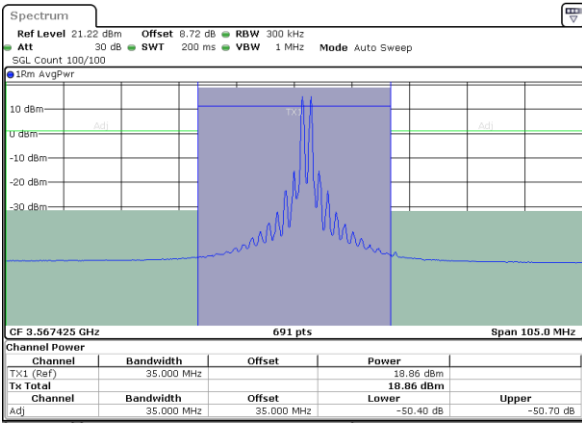 Spectrum
Ref Level 21.22 dBm Offset 8.72 dB RBW 300 kHz
Att 30 dB SWT 200 ms VBW 1 MHz Mode Auto Sweep
SGL Count 100/100
1Rm AvgPwr
10 dBm
TX1
Adj
Adj
0 dBm
-10 dBm
-20 dBm
-30 dBm
CF 3.567425 GHz 691 pts Span 105.0 MHz
Channel Power
Channel Bandwidth Offset Power
TX1 (Ref) 35.000 MHz 18.86 dBm
Tx Total 18.86 dBm
Channel Bandwidth Offset Lower Upper
Adj 35.000 MHz 35.000 MHz -50.40 dB -50.70 dB